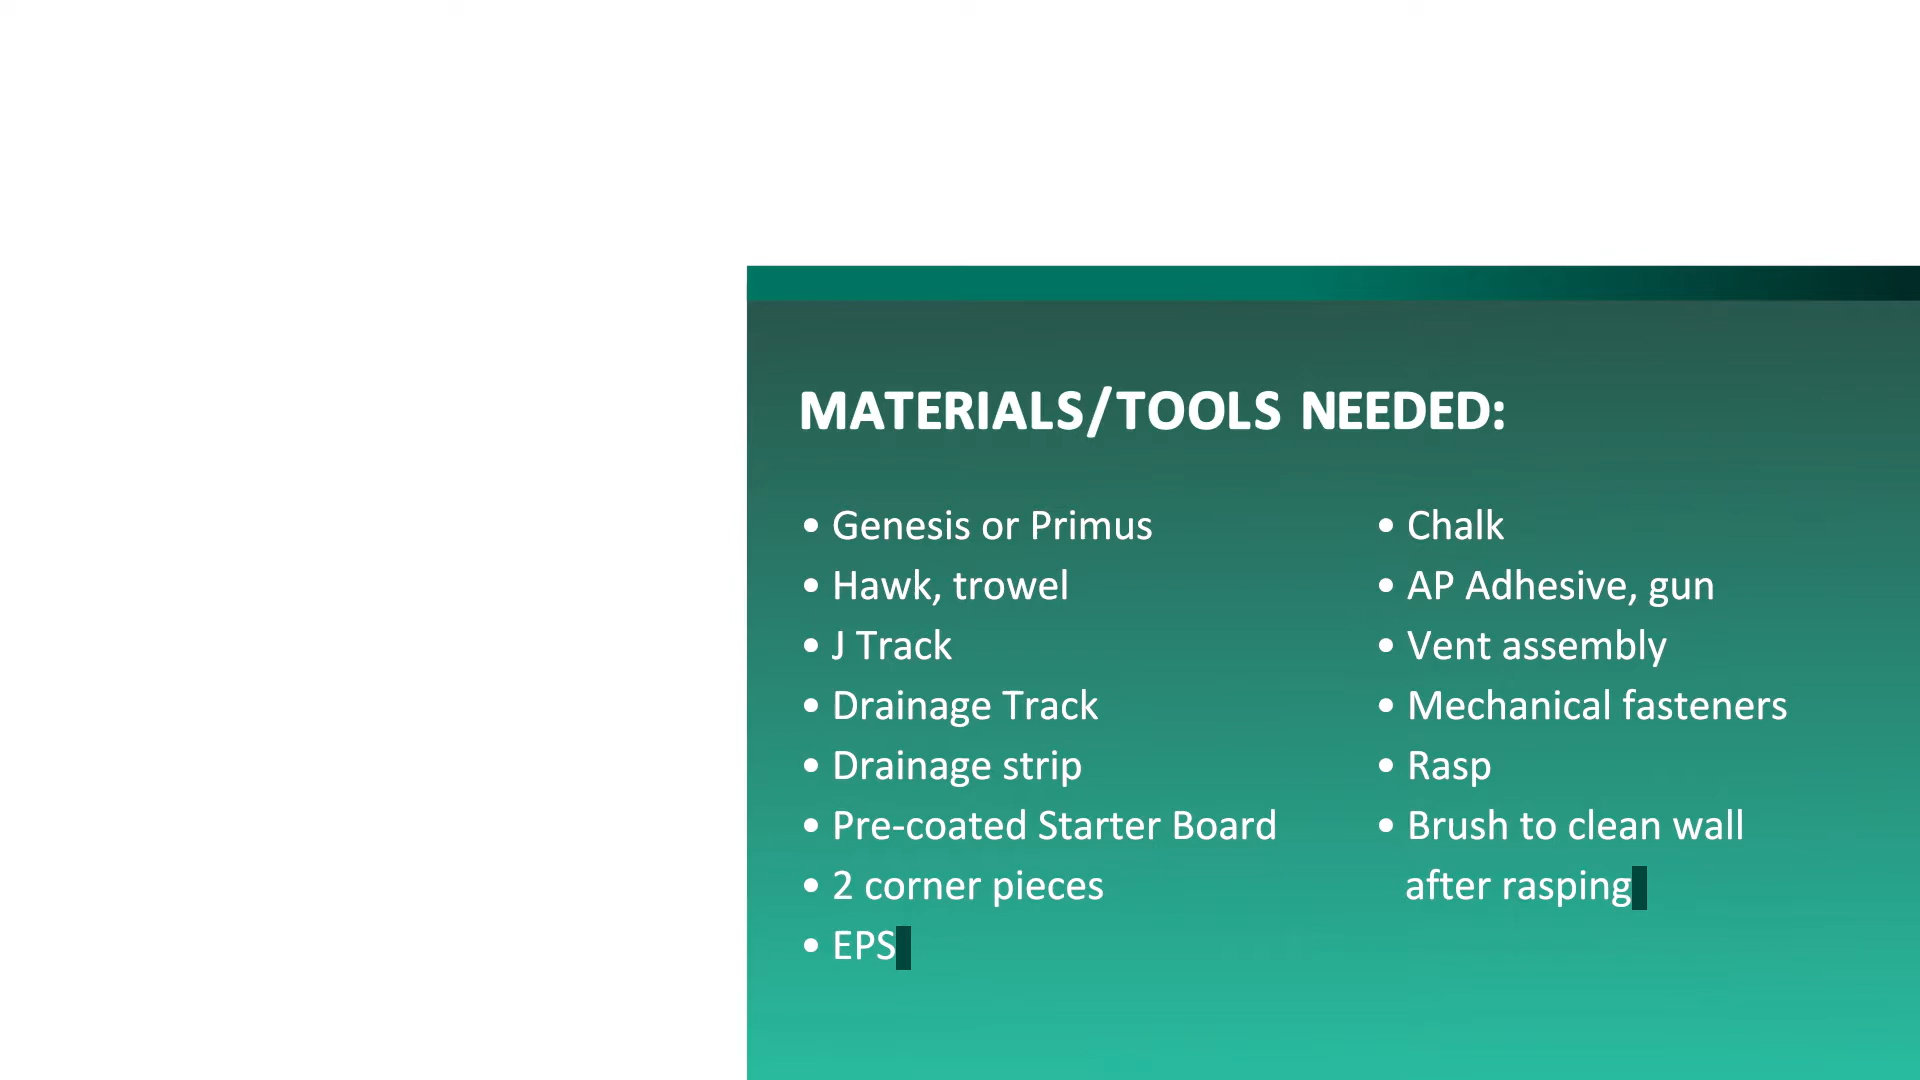 MATERIALS/TOOLS NEEDED:
• Genesis or Primus
• Hawk, trowel
• J Track
• Drainage Track
• Drainage strip
• Pre-coated Starter Board
• 2 corner pieces
• EPS
• Chalk
• AP Adhesive, gun
• Vent assembly
• Mechanical fasteners
• Rasp
• Brush to clean wall
after rasping